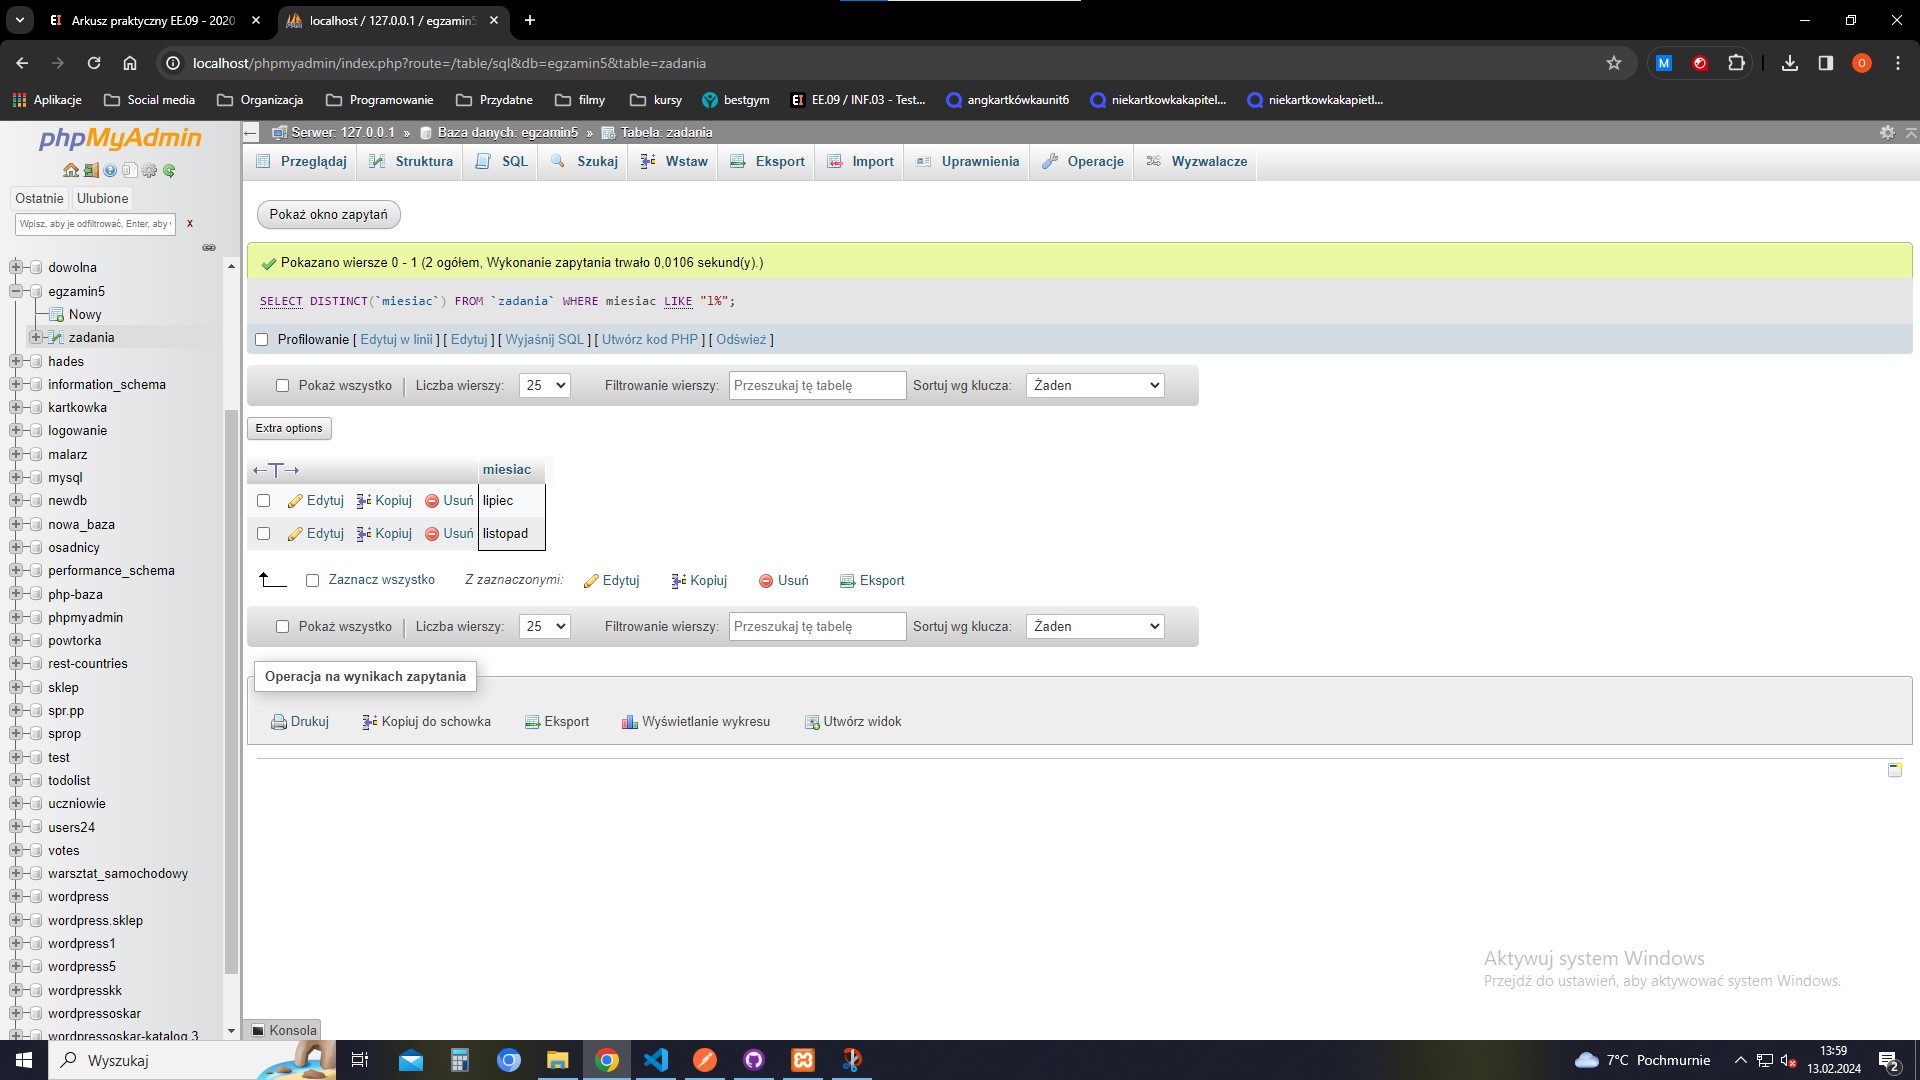 EI Arkusz praktyczny EE.09 - 2020
localhost / 127.0.0.1 / egzamin5
localhost/phpmyadmin/index.php?route=/table/sql&db=egzamin5&table=zadania
M
O
Aplikacje
Social media
Organizacja
Programowanie
Przydatne
filmy
kursy
bestgym
EI EE.09 / INF.03 - Test...
angkartkówkaunit6
niekartkowkakapitel...
niekartkowkakapietl...
phpMyAdmin
Ostatnie
Ulubione
Wpisz, aby je odfiltrować, Enter, aby
X
dowolna
egzamin5
Nowy
zadania
hades
information_schema
kartkowka
logowanie
malarz
mysql
newdb
nowa_baza
osadnicy
performance_schema
php-baza
phpmyadmin
powtorka
rest-countries
sklep
spr.pp
sprop
test
todolist
uczniowie
users24
votes
warsztat_samochodowy
wordpress
wordpress.sklep
wordpress1
wordpress5
wordpresskk
wordpressoskar
wordpressoskar-katalog 3
Serwer: 127.0.0.1 » Baza danych: egzamin5 » Tabela: zadania
Przeglądaj
Struktura
SQL
Szukaj
Wstaw
Eksport
Import
Uprawnienia
Operacje
Wyzwalacze
Pokaż okno zapytań
Pokazano wiersze 0 - 1 (2 ogółem, Wykonanie zapytania trwało 0,0106 sekund(y).)
SELECT DISTINCT(`miesiac`) FROM `zadania` WHERE miesiac LIKE "l%";
Profilowanie [ Edytuj w linii ] [ Edytuj ] [ Wyjaśnij SQL ] [ Utwórz kod PHP ] [ Odśwież ]
Pokaż wszystko | Liczba wierszy: 25 Filtrowanie wierszy: Przeszukaj tę tabelę Sortuj wg klucza: Żaden
Extra options
←T→ miesiac
Edytuj Kopiuj Usuń lipiec
Edytuj Kopiuj Usuń listopad
Zaznacz wszystko Z zaznaczonymi: Edytuj Kopiuj Usuń Eksport
Pokaż wszystko | Liczba wierszy: 25 Filtrowanie wierszy: Przeszukaj tę tabelę Sortuj wg klucza: Żaden
Operacja na wynikach zapytania
Drukuj Kopiuj do schowka Eksport Wyświetlanie wykresu Utwórz widok
Aktywuj system Windows
Przejdź do ustawień, aby aktywować system Windows.
Konsola
Wyszukaj
7°C Pochmurnie
13:59
13.02.2024
2